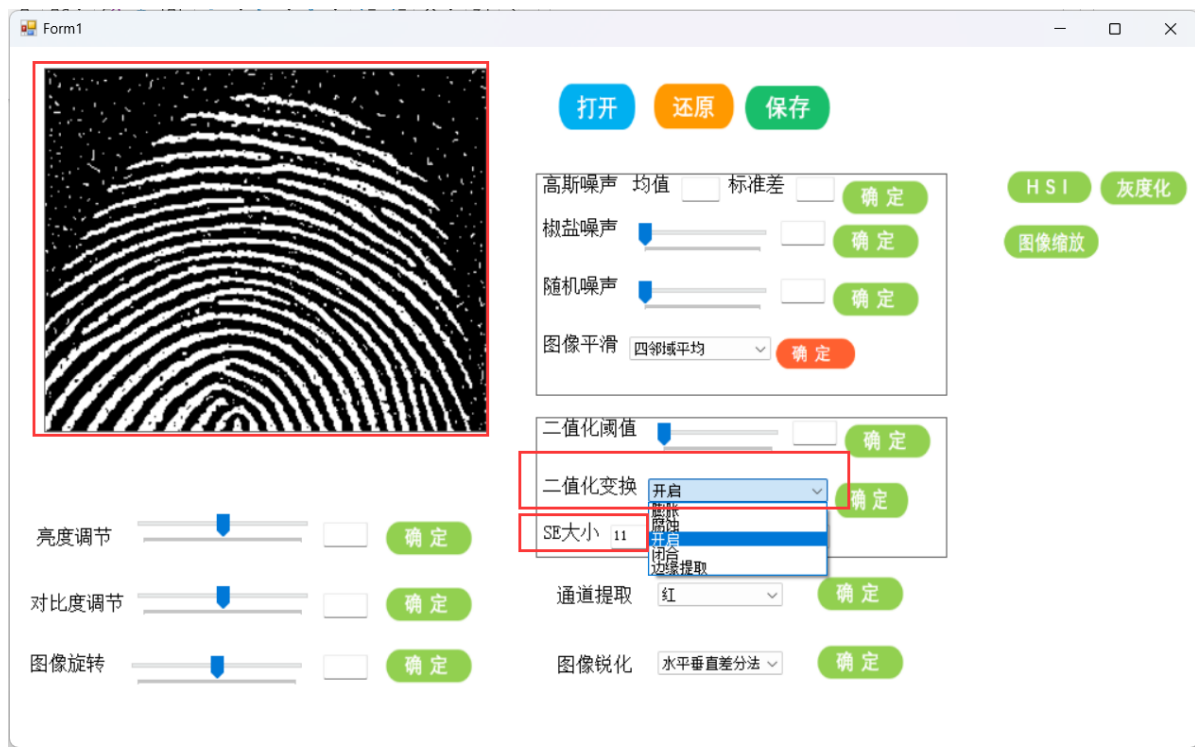 Form1
打开 还原 保存
高斯噪声 均值 标准差 确定
HSI 灰度化
椒盐噪声 确定
图像缩放
随机噪声 确定
图像平滑 四邻域平均 确定
二值化阈值 确定
二值化变换 开启 确定
膨胀
腐蚀
开启
闭合
边缘提取
SE大小 11
亮度调节 确定
对比度调节 确定
图像旋转 确定
通道提取 红 确定
图像锐化 水平垂直差分法 确定